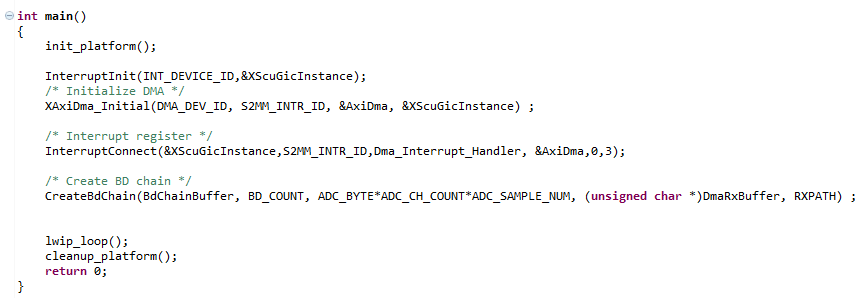 int main()
{
    init_platform();

    InterruptInit(INT_DEVICE_ID,&XScuGicInstance);
    /* Initialize DMA */
    XAxiDma_Initial(DMA_DEV_ID, S2MM_INTR_ID, &AxiDma, &XScuGicInstance) ;

    /* Interrupt register */
    InterruptConnect(&XScuGicInstance,S2MM_INTR_ID,Dma_Interrupt_Handler, &AxiDma,0,3);

    /* Create BD chain */
    CreateBdChain(BdChainBuffer, BD_COUNT, ADC_BYTE*ADC_CH_COUNT*ADC_SAMPLE_NUM, (unsigned char *)DmaRxBuffer, RXPATH) ;


    lwip_loop();
    cleanup_platform();
    return 0;
}